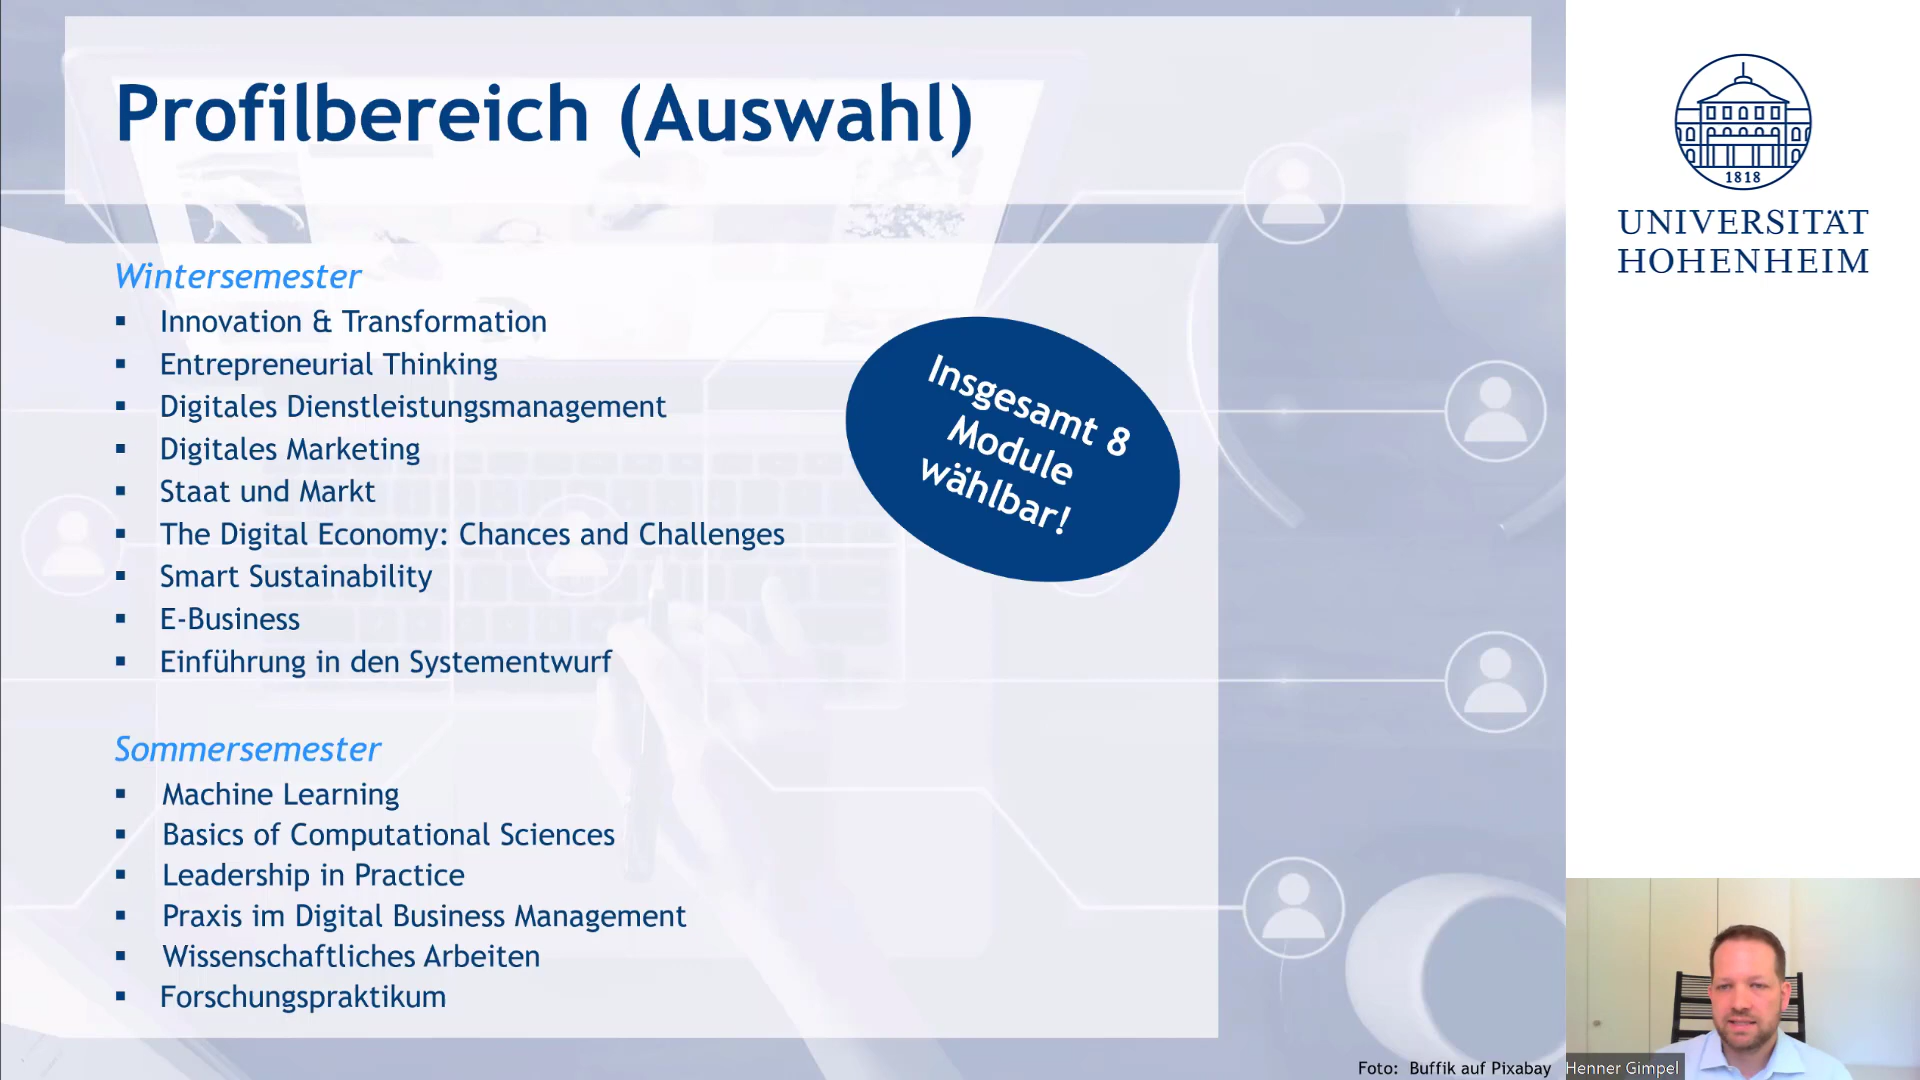 Profilbereich (Auswahl)
Wintersemester
▪ Innovation & Transformation
▪ Entrepreneurial Thinking
▪ Digitales Dienstleistungsmanagement
▪ Digitales Marketing
▪ Staat und Markt
▪ The Digital Economy: Chances and Challenges
▪ Smart Sustainability
▪ E-Business
▪ Einführung in den Systementwurf
Insgesamt 8
Module
wählbar!
Sommersemester
▪ Machine Learning
▪ Basics of Computational Sciences
▪ Leadership in Practice
▪ Praxis im Digital Business Management
▪ Wissenschaftliches Arbeiten
▪ Forschungspraktikum
Foto: Buffik auf Pixabay
1818
UNIVERSITÄT
HOHENHEIM
Henner Gimpel